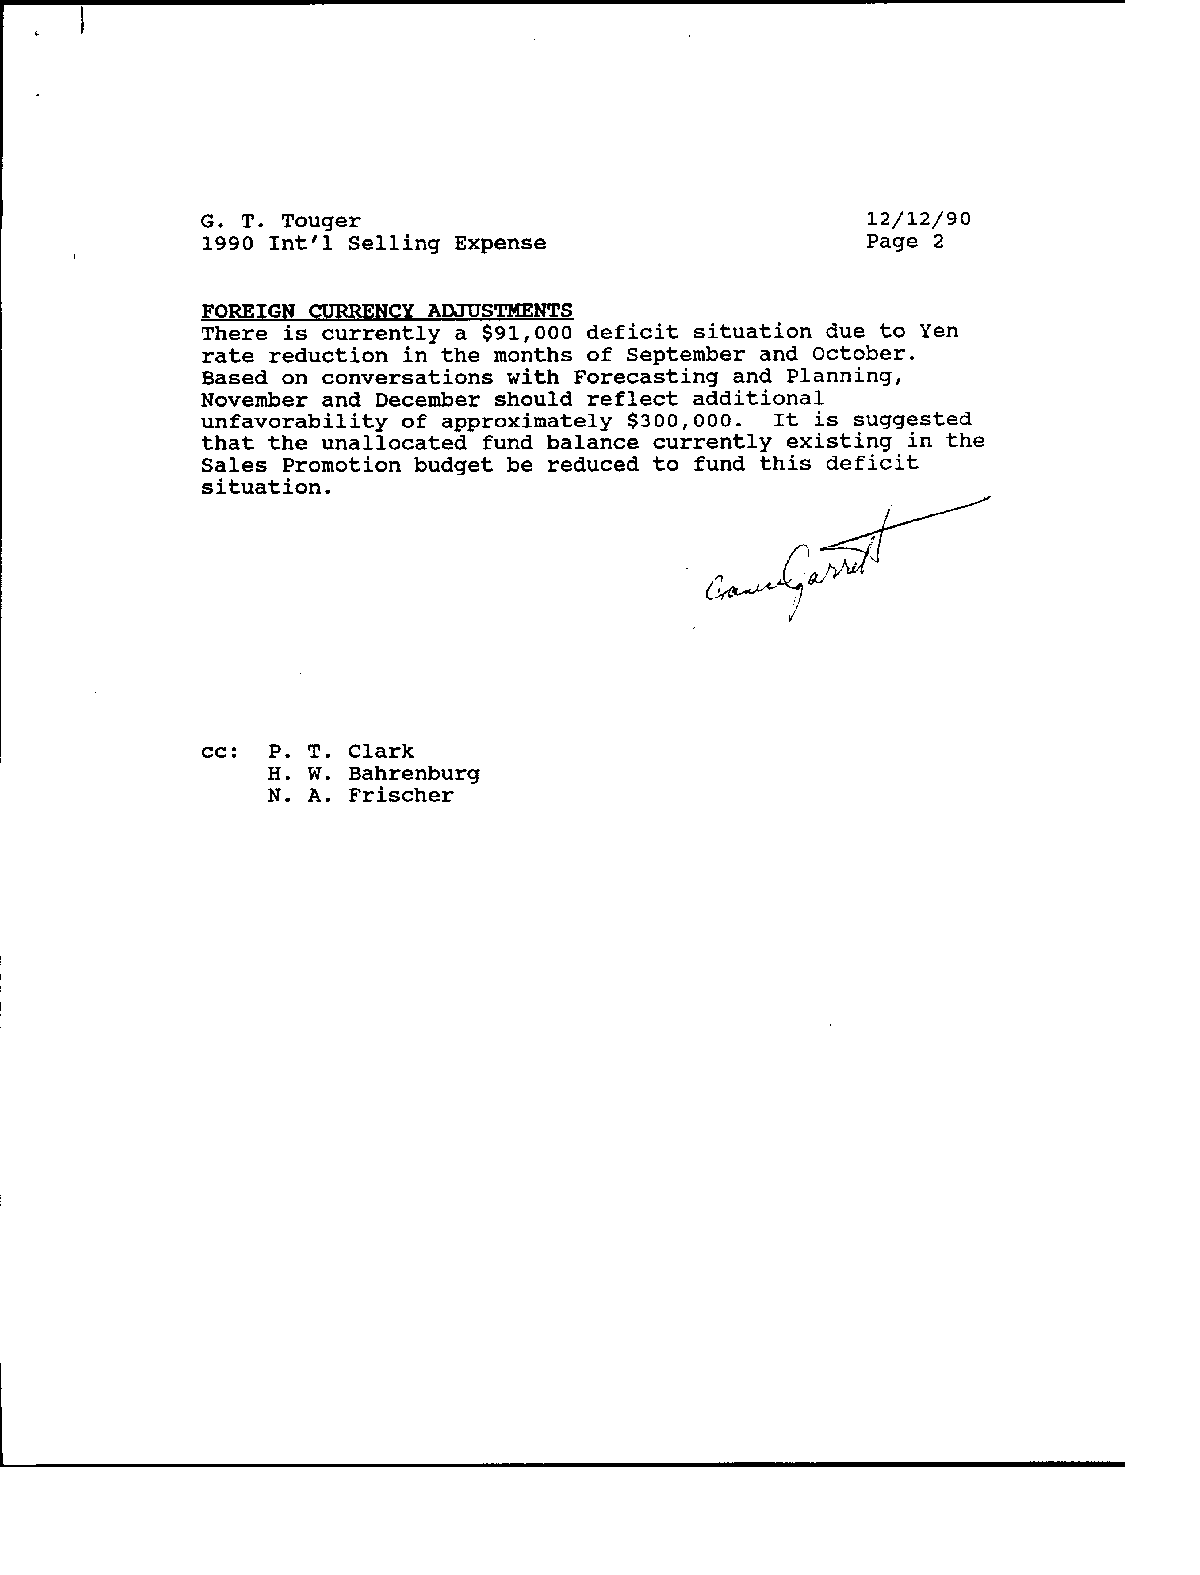 G. T. Touger 12/12/90
1990 Int'l Selling Expense Page 2
FOREIGN CURRENCY ADJUSTMENTS
There is currently a $91,000 deficit situation due to Yen
rate reduction in the months of September and October.
Based on conversations with Forecasting and Planning,
November and December should reflect additional
unfavorability of approximately $300,000. It is suggested
that the unallocated fund balance currently existing in the
Sales Promotion budget be reduced to fund this deficit
situation.
Garrett
cc: P. T. Clark
H. W. Bahrenburg
N. A. Frischer